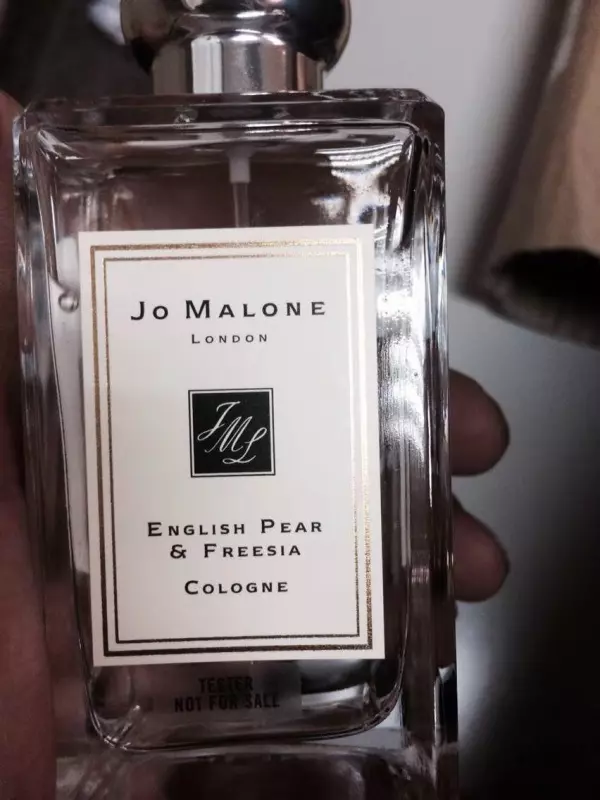 Jo Malone
London
JML
English Pear
& Freesia
Cologne
TESTER
NOT FOR SALE